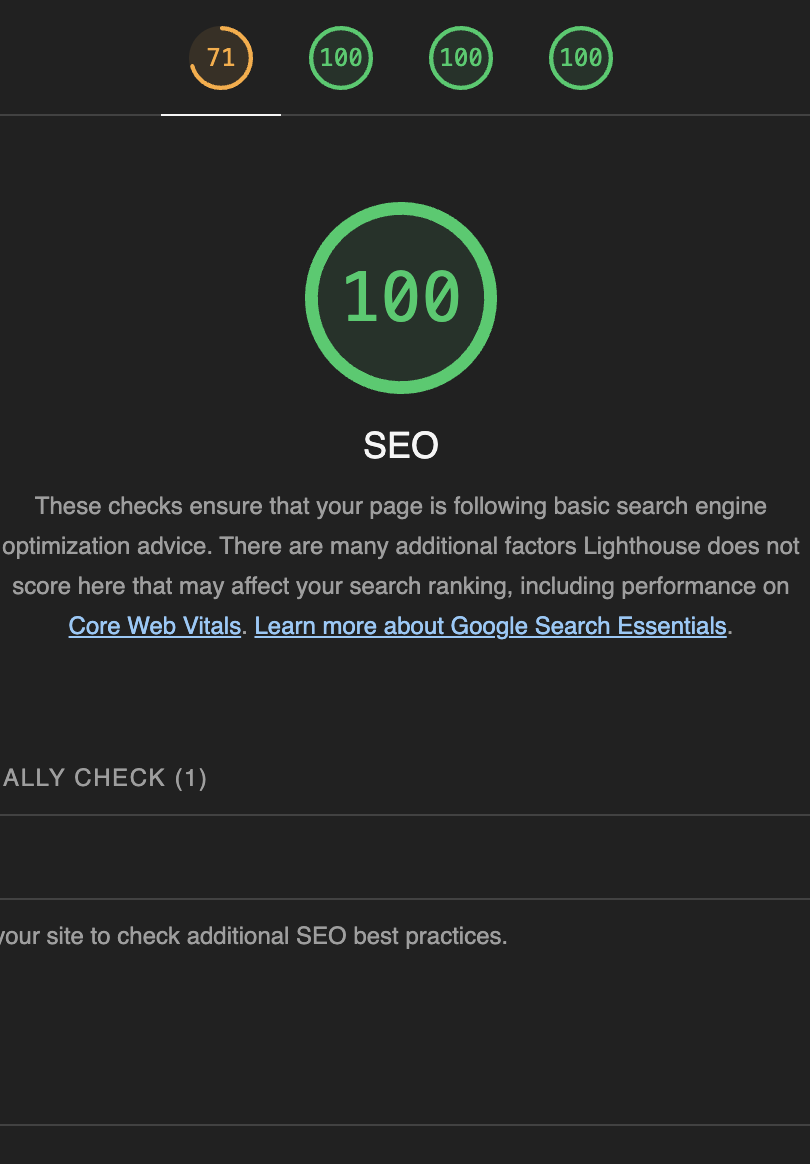 71 100 100 100
100
SEO
These checks ensure that your page is following basic search engine
optimization advice. There are many additional factors Lighthouse does not
score here that may affect your search ranking, including performance on
Core Web Vitals. Learn more about Google Search Essentials.
ALLY CHECK (1)
your site to check additional SEO best practices.